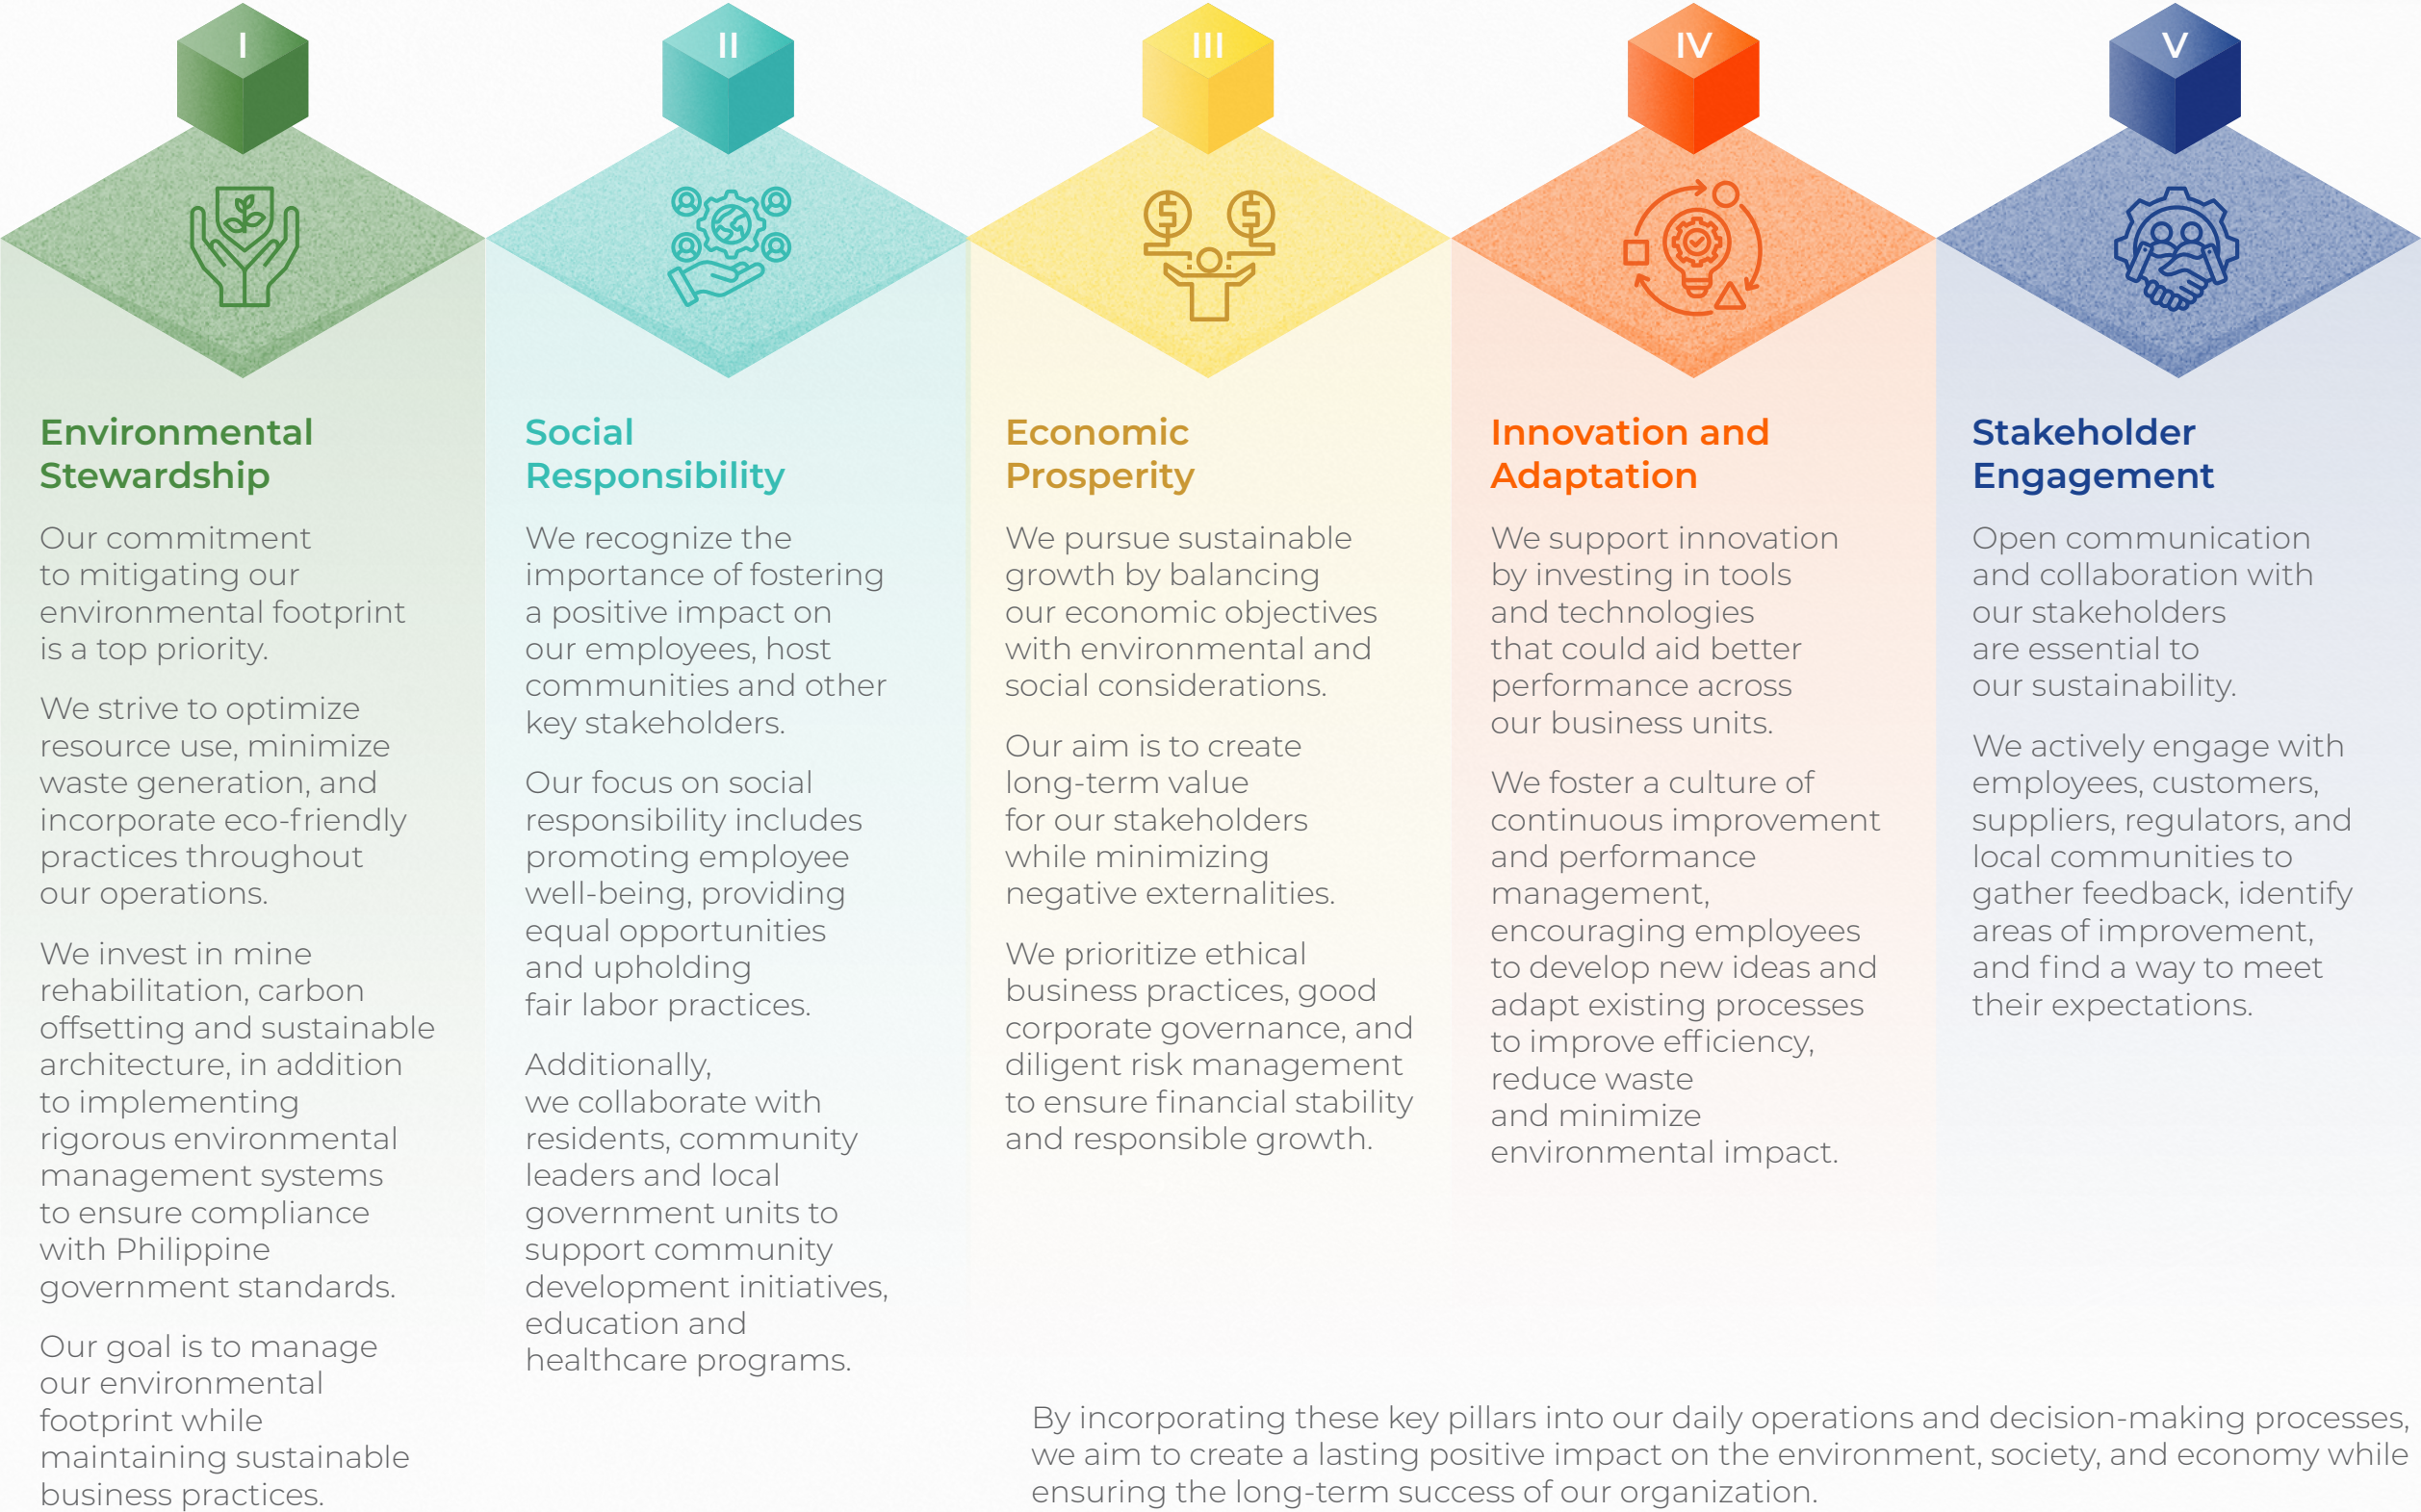 I
Environmental
Stewardship
Our commitment
to mitigating our
environmental footprint
is a top priority.
We strive to optimize
resource use, minimize
waste generation, and
incorporate eco-friendly
practices throughout
our operations.
We invest in mine
rehabilitation, carbon
offsetting and sustainable
architecture, in addition
to implementing
rigorous environmental
management systems
to ensure compliance
with Philippine
government standards.
Our goal is to manage
our environmental
footprint while
maintaining sustainable
business practices.
II
Social
Responsibility
We recognize the
importance of fostering
a positive impact on
our employees, host
communities and other
key stakeholders.
Our focus on social
responsibility includes
promoting employee
well-being, providing
equal opportunities
and upholding
fair labor practices.
Additionally,
we collaborate with
residents, community
leaders and local
government units to
support community
development initiatives,
education and
healthcare programs.
III
$ $
Economic
Prosperity
We pursue sustainable
growth by balancing
our economic objectives
with environmental and
social considerations.
Our aim is to create
long-term value
for our stakeholders
while minimizing
negative externalities.
We prioritize ethical
business practices, good
corporate governance, and
diligent risk management
to ensure financial stability
and responsible growth.
IV
Innovation and
Adaptation
We support innovation
by investing in tools
and technologies
that could aid better
performance across
our business units.
We foster a culture of
continuous improvement
and performance
management,
encouraging employees
to develop new ideas and
adapt existing processes
to improve efficiency,
reduce waste
and minimize
environmental impact.
V
Stakeholder
Engagement
Open communication
and collaboration with
our stakeholders
are essential to
our sustainability.
We actively engage with
employees, customers,
suppliers, regulators, and
local communities to
gather feedback, identify
areas of improvement,
and find a way to meet
their expectations.
By incorporating these key pillars into our daily operations and decision-making processes,
we aim to create a lasting positive impact on the environment, society, and economy while
ensuring the long-term success of our organization.